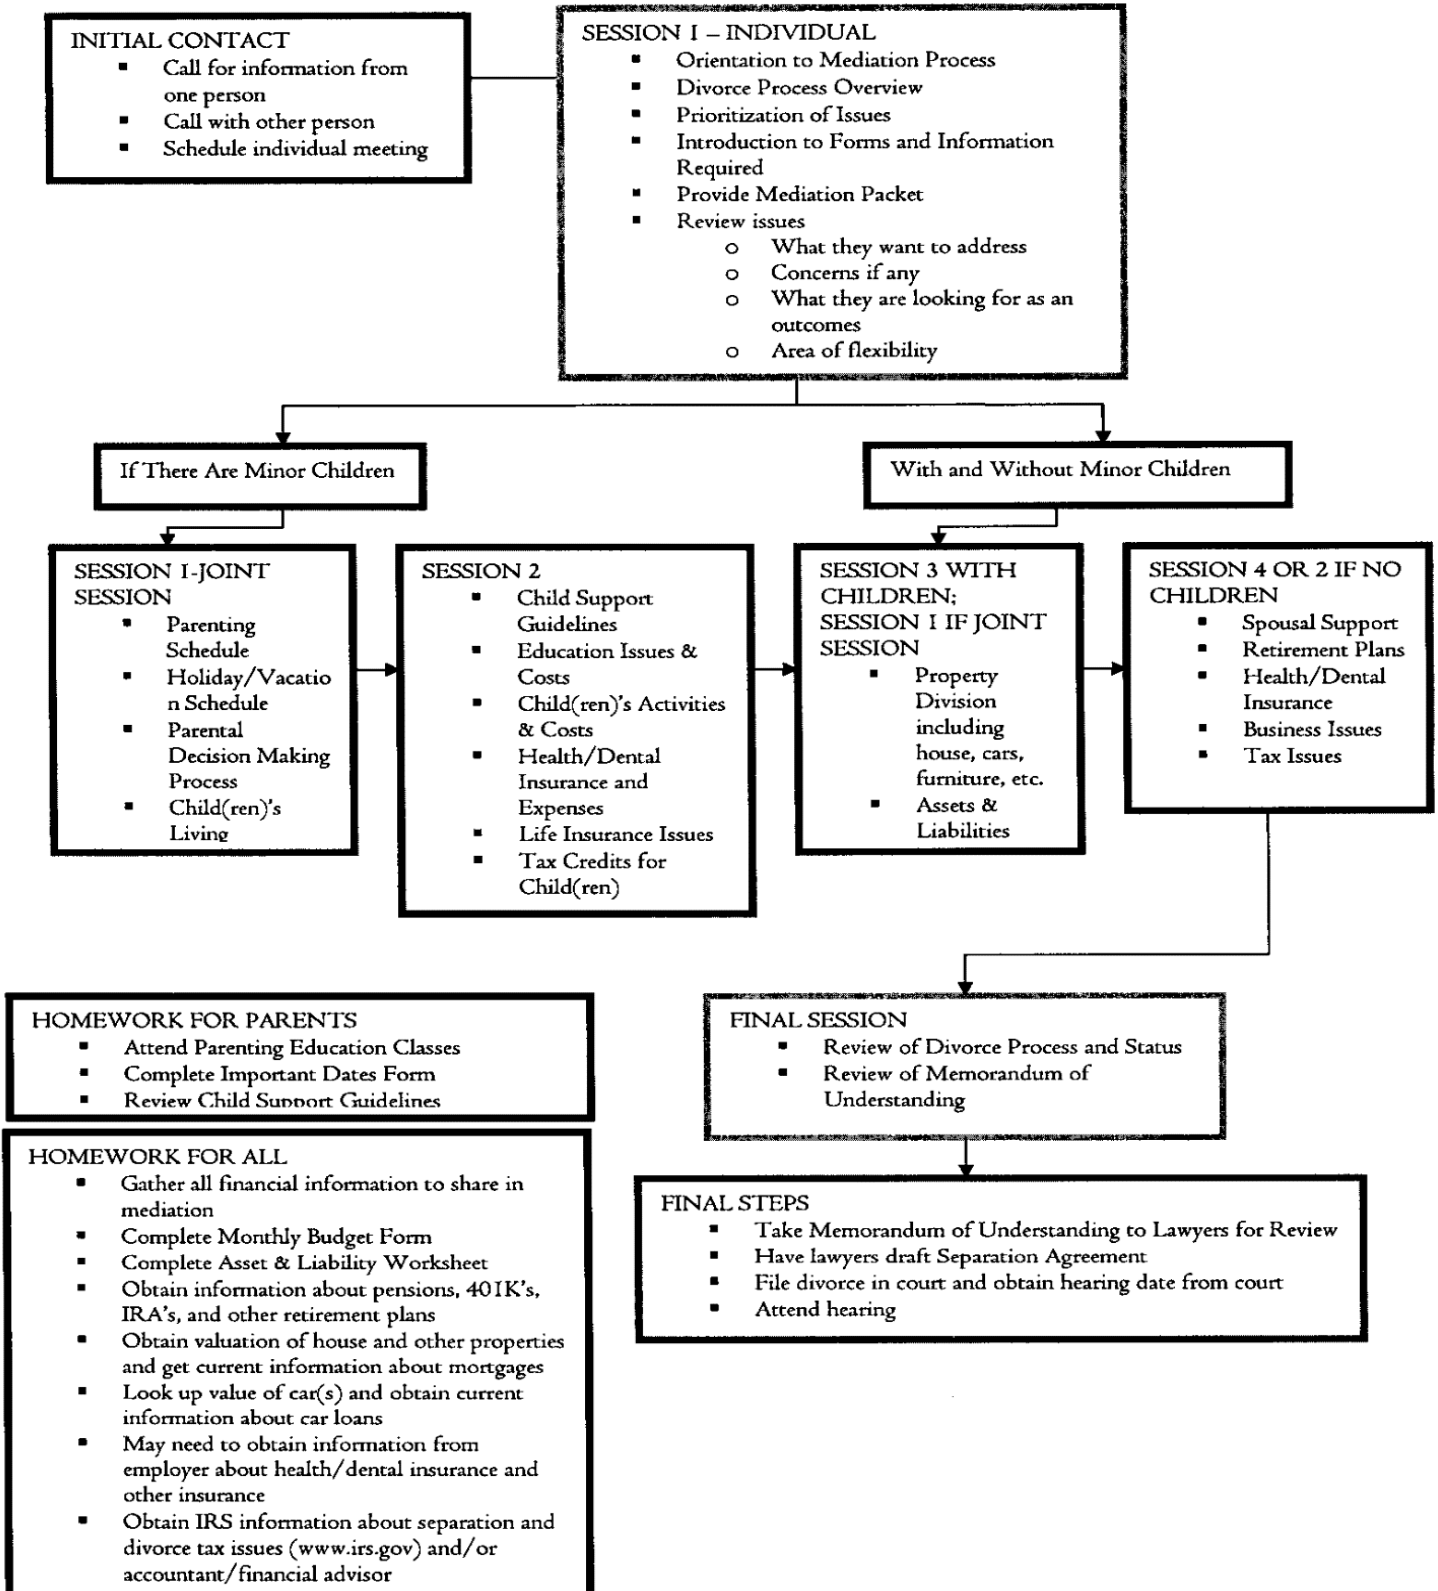 INITIAL CONTACT
▪ Call for information from
one person
▪ Call with other person
▪ Schedule individual meeting
SESSION I – INDIVIDUAL
▪ Orientation to Mediation Process
▪ Divorce Process Overview
▪ Prioritization of Issues
▪ Introduction to Forms and Information
Required
▪ Provide Mediation Packet
▪ Review issues
o What they want to address
o Concerns if any
o What they are looking for as an
outcomes
o Area of flexibility
If There Are Minor Children
With and Without Minor Children
SESSION I-JOINT
SESSION
▪ Parenting
Schedule
▪ Holiday/Vacatio
n Schedule
▪ Parental
Decision Making
Process
▪ Child(ren)'s
Living
SESSION 2
▪ Child Support
Guidelines
▪ Education Issues &
Costs
▪ Child(ren)'s Activities
& Costs
▪ Health/Dental
Insurance and
Expenses
▪ Life Insurance Issues
▪ Tax Credits for
Child(ren)
SESSION 3 WITH
CHILDREN;
SESSION I IF JOINT
SESSION
▪ Property
Division
including
house, cars,
furniture, etc.
▪ Assets &
Liabilities
SESSION 4 OR 2 IF NO
CHILDREN
▪ Spousal Support
▪ Retirement Plans
▪ Health/Dental
Insurance
▪ Business Issues
▪ Tax Issues
HOMEWORK FOR PARENTS
▪ Attend Parenting Education Classes
▪ Complete Important Dates Form
▪ Review Child Support Guidelines
HOMEWORK FOR ALL
▪ Gather all financial information to share in
mediation
▪ Complete Monthly Budget Form
▪ Complete Asset & Liability Worksheet
▪ Obtain information about pensions, 401K's,
IRA's, and other retirement plans
▪ Obtain valuation of house and other properties
and get current information about mortgages
▪ Look up value of car(s) and obtain current
information about car loans
▪ May need to obtain information from
employer about health/dental insurance and
other insurance
▪ Obtain IRS information about separation and
divorce tax issues (www.irs.gov) and/or
accountant/financial advisor
FINAL SESSION
▪ Review of Divorce Process and Status
▪ Review of Memorandum of
Understanding
FINAL STEPS
▪ Take Memorandum of Understanding to Lawyers for Review
▪ Have lawyers draft Separation Agreement
▪ File divorce in court and obtain hearing date from court
▪ Attend hearing